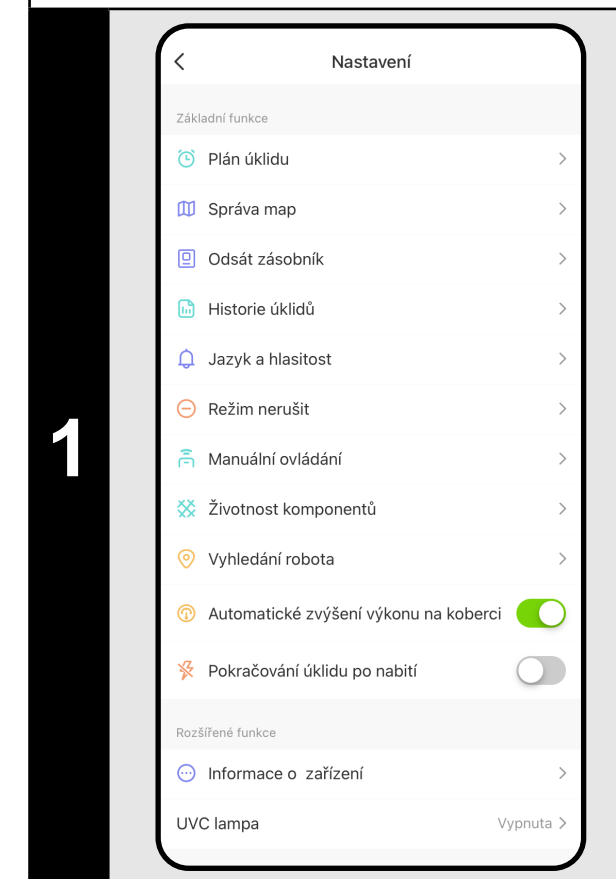 Nastavení
Základní funkce
Plán úklidu
Správa map
Odsát zásobník
Historie úklidů
Jazyk a hlasitost
Režim nerušit
1
Manuální ovládání
Životnost komponentů
Vyhledání robota
Automatické zvýšení výkonu na koberci
Pokračování úklidu po nabití
Rozšířené funkce
Informace o  zařízení
UVC lampa Vypnuta